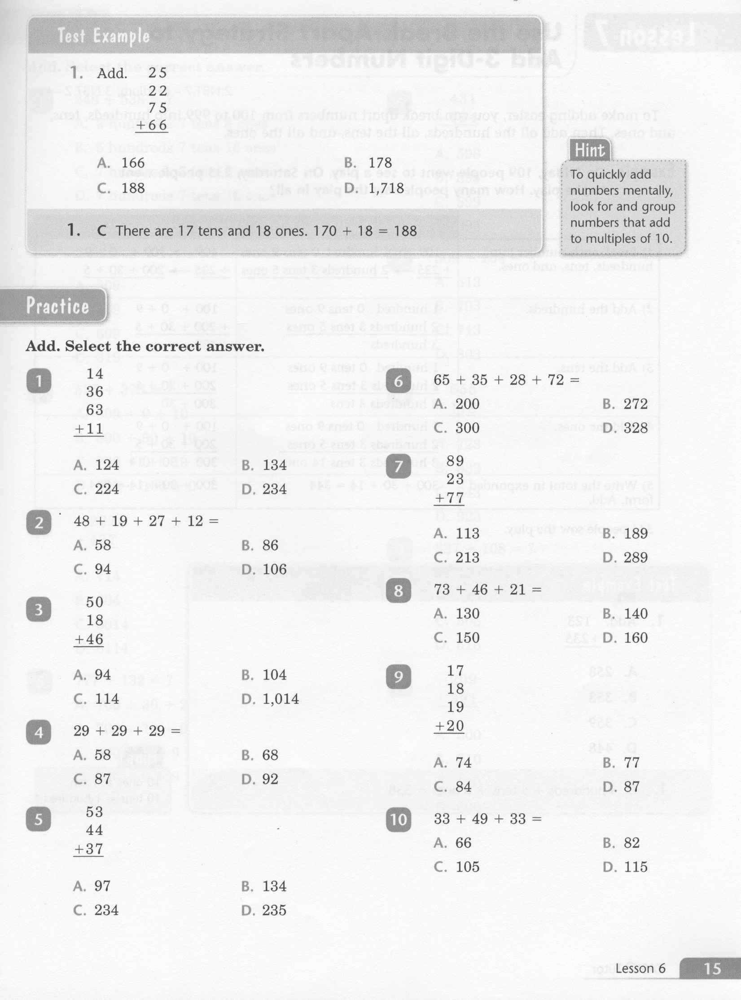 Test Example
1. Add. 25
22
75
+66
A. 166 B. 178
C. 188 D. 1,718
1. C There are 17 tens and 18 ones. 170 + 18 = 188
Hint
To quickly add
numbers mentally,
look for and group
numbers that add
to multiples of 10.
Practice
Add. Select the correct answer.
1 14
36
63
+11
A. 124 B. 134
C. 224 D. 234
2 48 + 19 + 27 + 12 =
A. 58 B. 86
C. 94 D. 106
3 50
18
+46
A. 94 B. 104
C. 114 D. 1,014
4 29 + 29 + 29 =
A. 58 B. 68
C. 87 D. 92
5 53
44
+37
A. 97 B. 134
C. 234 D. 235
6 65 + 35 + 28 + 72 =
A. 200 B. 272
C. 300 D. 328
7 89
23
+77
A. 113 B. 189
C. 213 D. 289
8 73 + 46 + 21 =
A. 130 B. 140
C. 150 D. 160
9 17
18
19
+20
A. 74 B. 77
C. 84 D. 87
10 33 + 49 + 33 =
A. 66 B. 82
C. 105 D. 115
Lesson 6 15